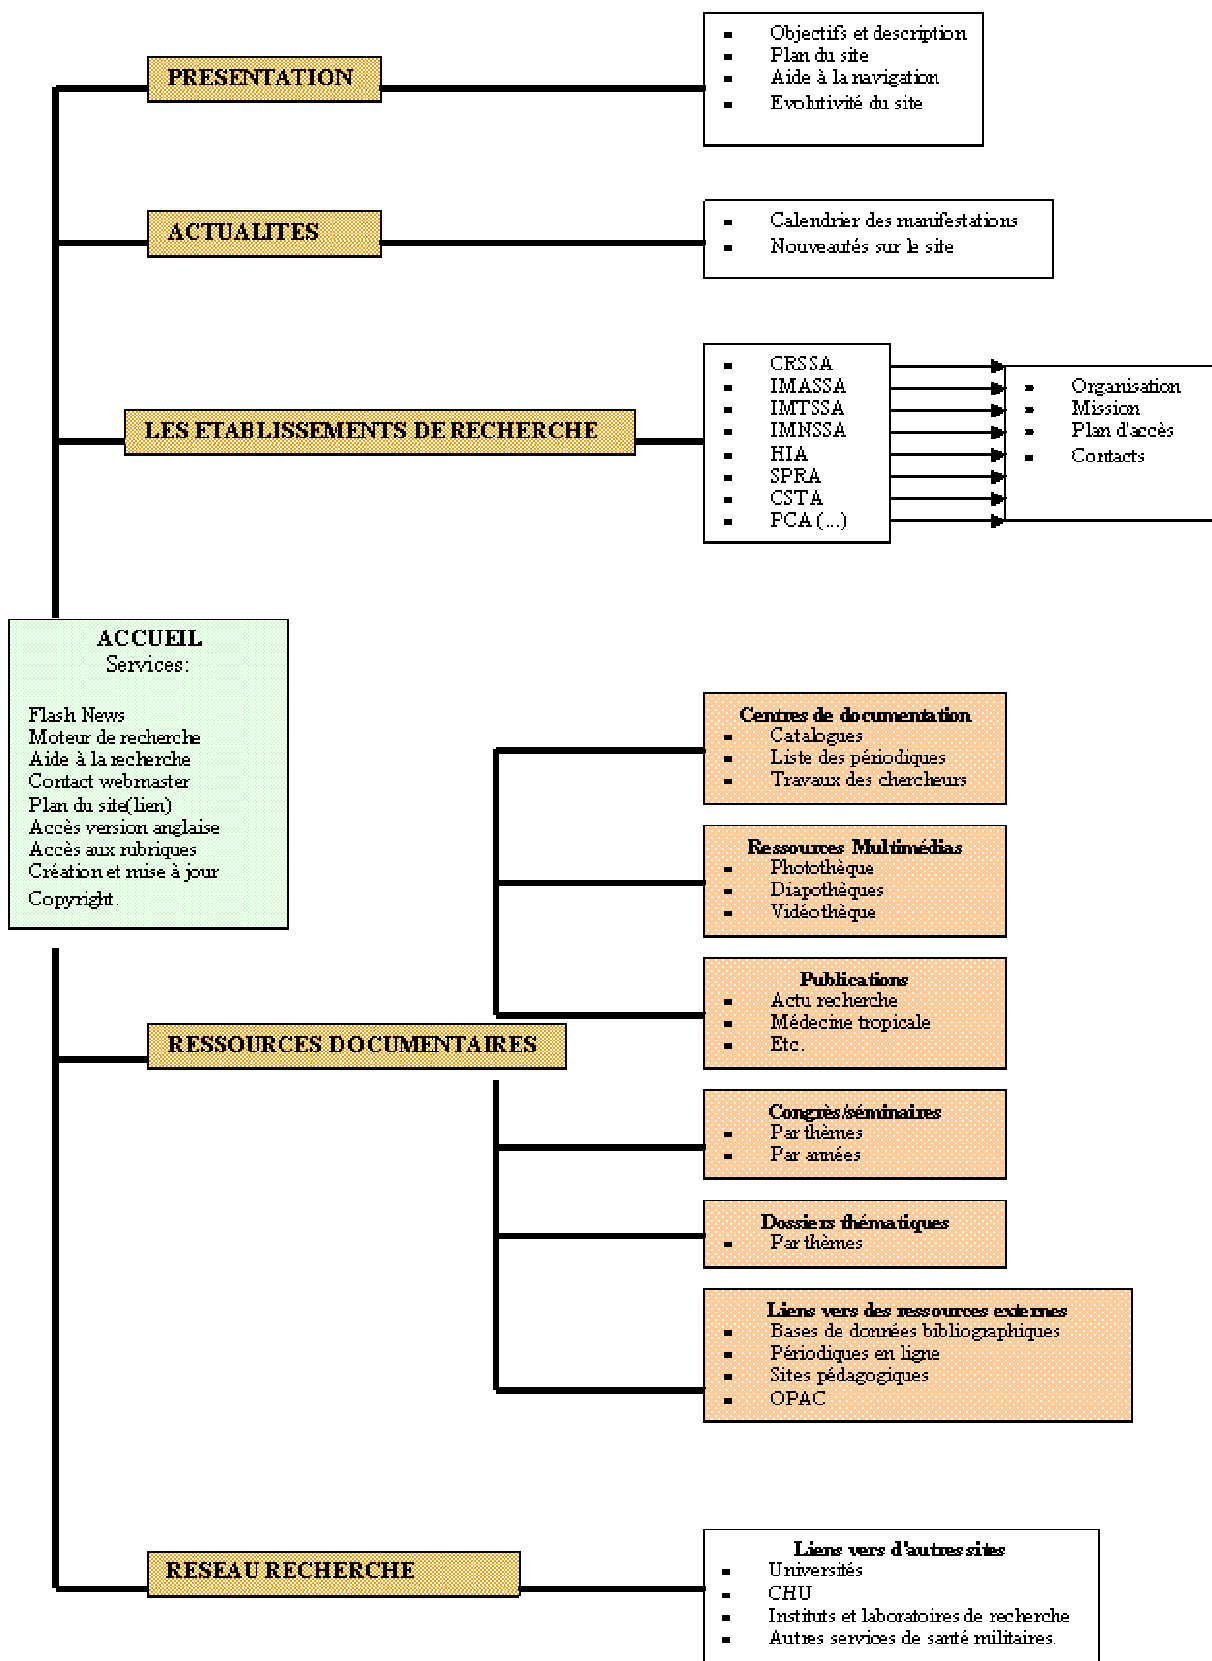 PRESENTATION
Objectifs et description
Plan du site
Aide à la navigation
Evolutivité du site
ACTUALITES
Calendrier des manifestations
Nouveautés sur le site
LES ETABLISSEMENTS DE RECHERCHE
CRSSA
IMASSA
IMTSSA
IMNSSA
HIA
SPRA
CSTA
PCA (...)
Organisation
Mission
Plan d'accès
Contacts
ACCUEIL
Services:
Flash News
Moteur de recherche
Aide à la recherche
Contact webmaster
Plan du site(lien)
Accès version anglaise
Accès aux rubriques
Création et mise à jour
Copyright.
Centres de documentation
Catalogues
Liste des périodiques
Travaux des chercheurs
Ressources Multimédias
Photothèque
Diapothèques
Vidéothèque
Publications
Actu recherche
Médecine tropicale
Etc.
RESSOURCES DOCUMENTAIRES
Congrès/séminaires
Par thèmes
Par années
Dossiers thématiques
Par thèmes
Liens vers des ressources externes
Bases de données bibliographiques
Périodiques en ligne
Sites pédagogiques
OPAC
RESEAU RECHERCHE
Liens vers d'autres sites
Universités
CHU
Instituts et laboratoires de recherche
Autres services de santé militaires.